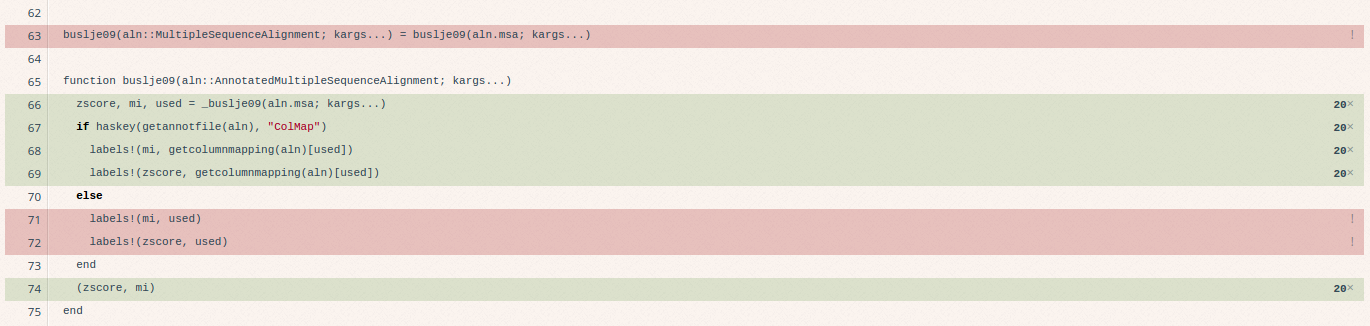 62
63 buslje09(aln::MultipleSequenceAlignment; kargs...) = buslje09(aln.msa; kargs...) !
64
65 function buslje09(aln::AnnotatedMultipleSequenceAlignment; kargs...)
66 zscore, mi, used = _buslje09(aln.msa; kargs...) 20×
67 if haskey(getannotfile(aln), "ColMap") 20×
68 labels!(mi, getcolumnmapping(aln)[used]) 20×
69 labels!(zscore, getcolumnmapping(aln)[used]) 20×
70 else
71 labels!(mi, used) !
72 labels!(zscore, used) !
73 end
74 (zscore, mi) 20×
75 end